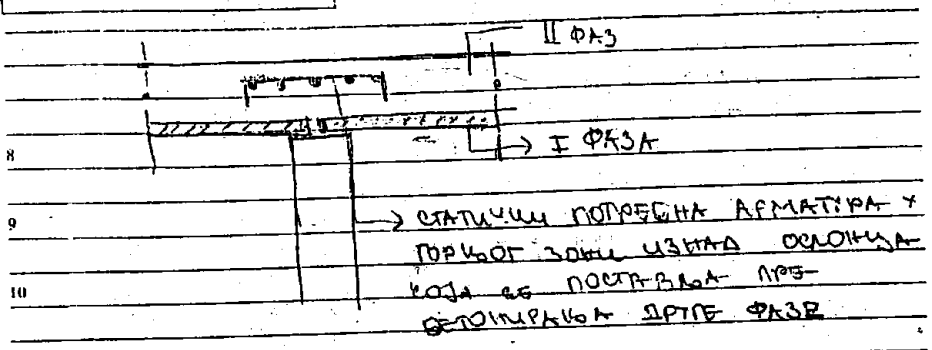 II ФАЗ
I ФАЗА
8
9
СТАТИЧКИ ПОТРЕБНА АРМАТУРА У
10
ГОРЊОЈ ЗОНИ ИЗНАД ОСЛОНЦА
КОЈА СЕ ПОСТАВЉА ПРЕ
БЕТОНИРАЊА ДРУГЕ ФАЗЕ